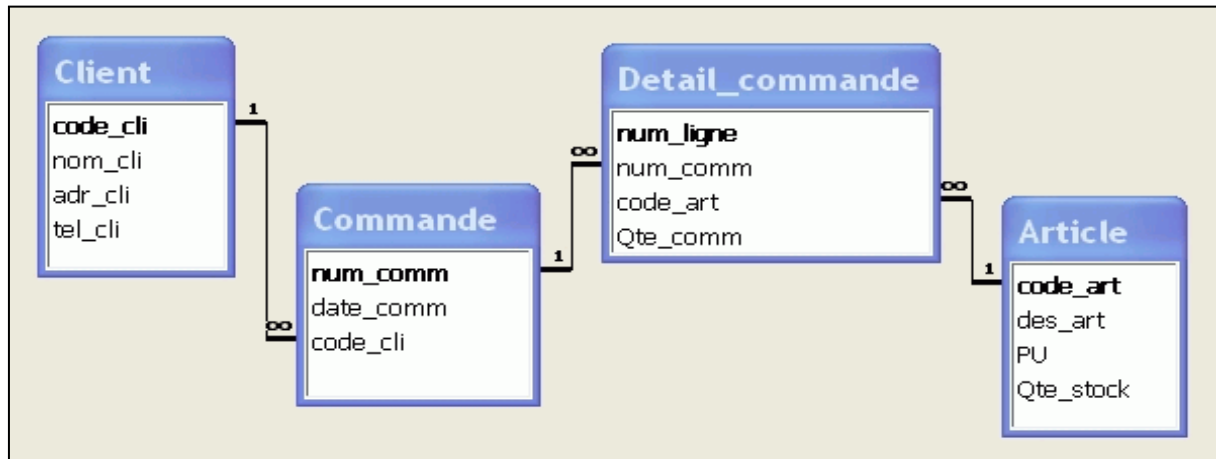 Client
code_cli
nom_cli
adr_cli
tel_cli
1
∞
Commande
num_comm
date_comm
code_cli
1
∞
Detail_commande
num_ligne
num_comm
code_art
Qte_comm
∞
1
Article
code_art
des_art
PU
Qte_stock